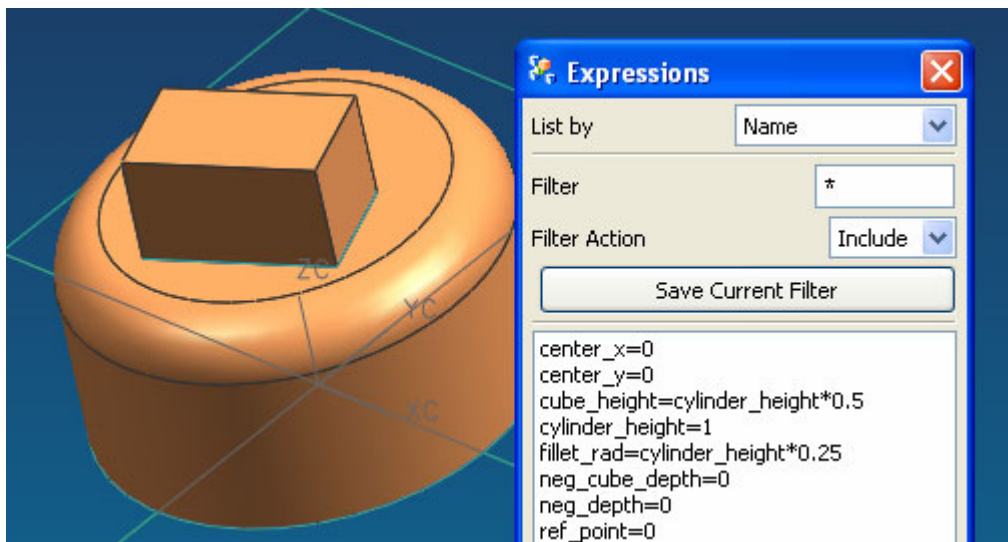 ZC
YC
XC
Expressions
List by Name
Filter *
Filter Action Include
Save Current Filter
center_x=0
center_y=0
cube_height=cylinder_height*0.5
cylinder_height=1
fillet_rad=cylinder_height*0.25
neg_cube_depth=0
neg_depth=0
ref_point=0